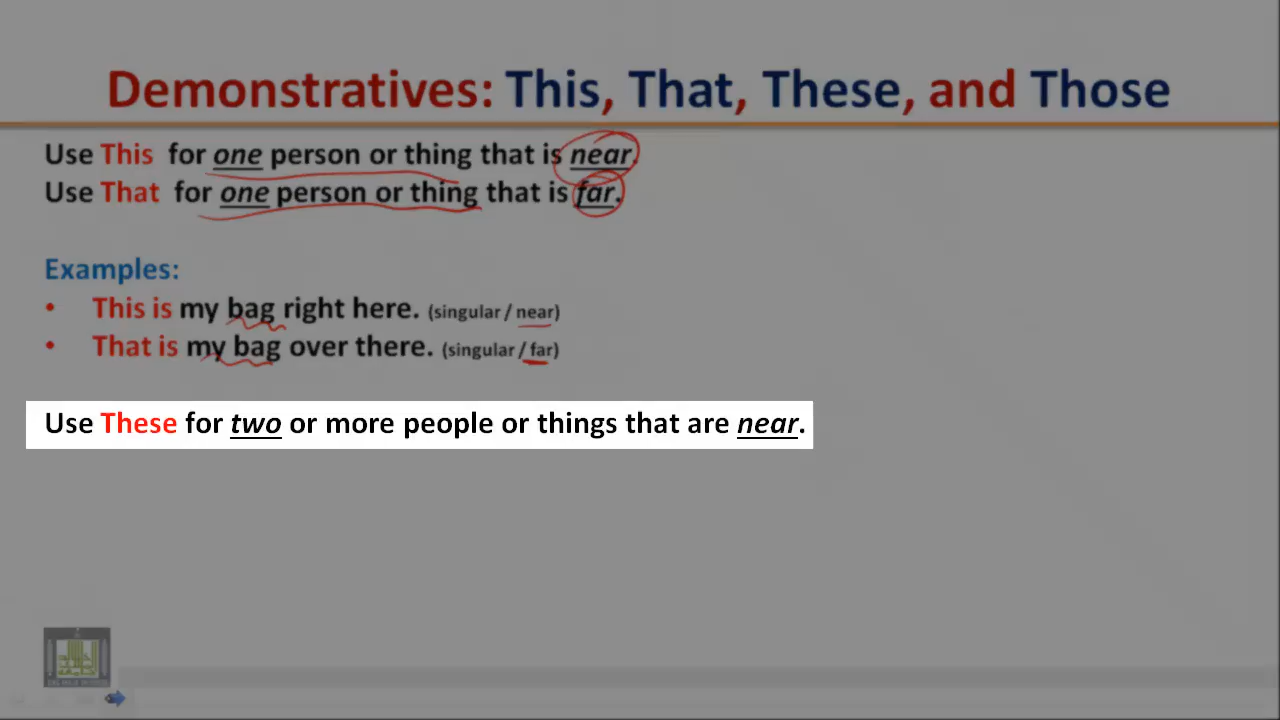 Demonstratives: This, That, These, and Those
Use This for one person or thing that is near.
Use That for one person or thing that is far.
Examples:
• This is my bag right here. (singular / near)
• That is my bag over there. (singular / far)
Use These for two or more people or things that are near.